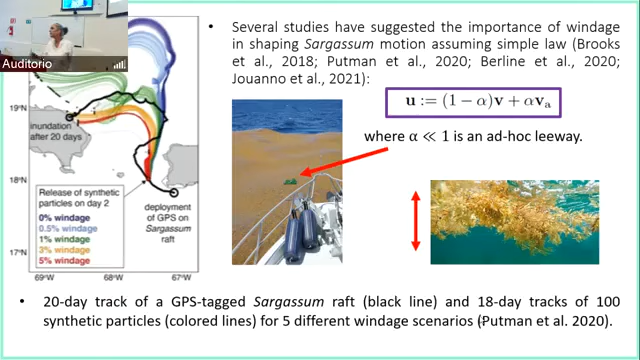 Auditorio
• Several studies have suggested the importance of windage
in shaping Sargassum motion assuming simple law (Brooks
et al., 2018; Putman et al., 2020; Berline et al., 2020;
Jouanno et al., 2021):
u := (1 − α)v + αvₐ
where α ≪ 1 is an ad-hoc leeway.
19°N
inundation
after 20 days
18°N
Release of synthetic
particles on day 2
0% windage
0.5% windage
1% windage
3% windage
5% windage
deployment
of GPS on
Sargassum
raft
17°N
69°W
68°W
67°W
• 20-day track of a GPS-tagged Sargassum raft (black line) and 18-day tracks of 100
synthetic particles (colored lines) for 5 different windage scenarios (Putman et al. 2020).